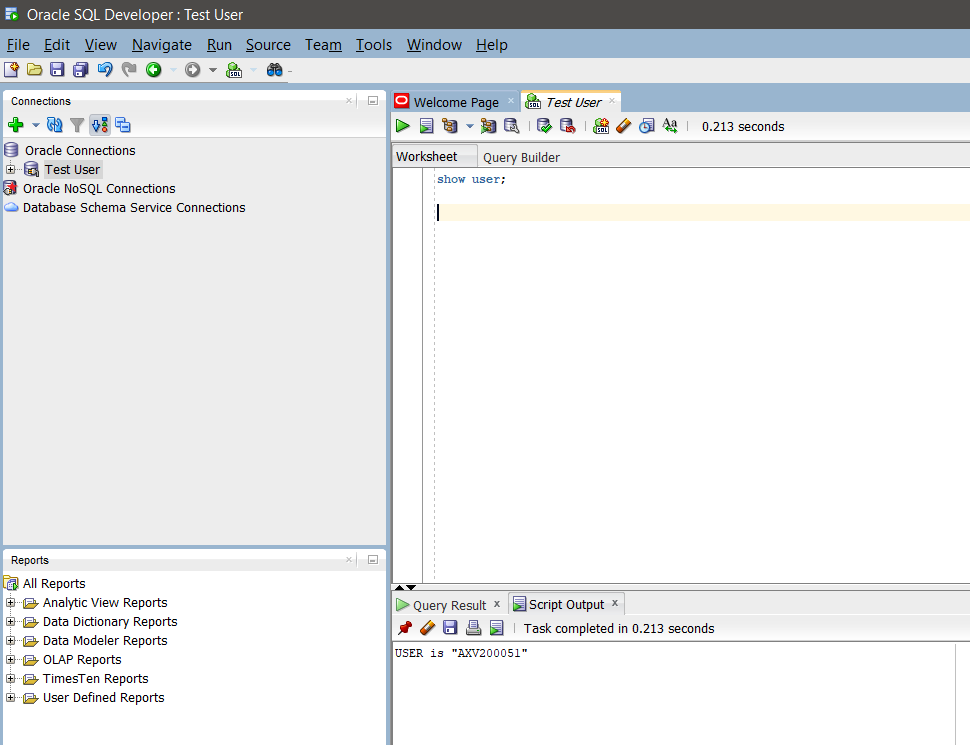 Oracle SQL Developer : Test User
File Edit View Navigate Run Source Team Tools Window Help
Connections
Oracle Connections
Test User
Oracle NoSQL Connections
Database Schema Service Connections
Reports
All Reports
Analytic View Reports
Data Dictionary Reports
Data Modeler Reports
OLAP Reports
TimesTen Reports
User Defined Reports
Welcome Page
Test User
0.213 seconds
Worksheet
Query Builder
show user;
Query Result
Script Output
Task completed in 0.213 seconds
USER is "AXV200051"